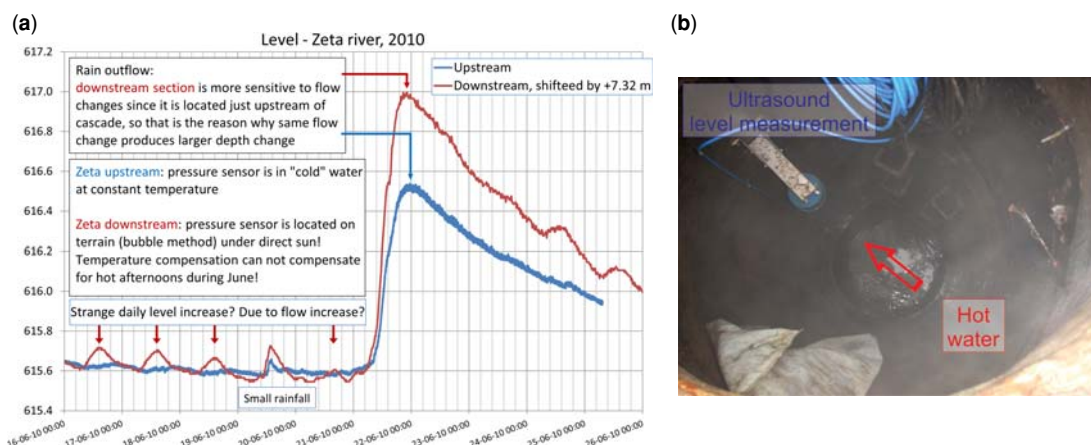 (a)
Level - Zeta river, 2010
617.2
617.0
616.8
616.6
616.4
616.2
616.0
615.8
615.6
615.4
Rain outflow:
downstream section is more sensitive to flow
changes since it is located just upstream of
cascade, so that is the reason why same flow
change produces larger depth change
Upstream
Downstream, shifteed by +7.32 m
Zeta upstream: pressure sensor is in "cold" water
at constant temperature
Zeta downstream: pressure sensor is located on
terrain (bubble method) under direct sun!
Temperature compensation can not compensate
for hot afternoons during June!
Strange daily level increase? Due to flow increase?
Small rainfall
16-06-10 00:00
17-06-10 00:00
18-06-10 00:00
19-06-10 00:00
20-06-10 00:00
21-06-10 00:00
22-06-10 00:00
23-06-10 00:00
24-06-10 00:00
25-06-10 00:00
26-06-10 00:00
(b)
Ultrasound
level measurement
Hot
water